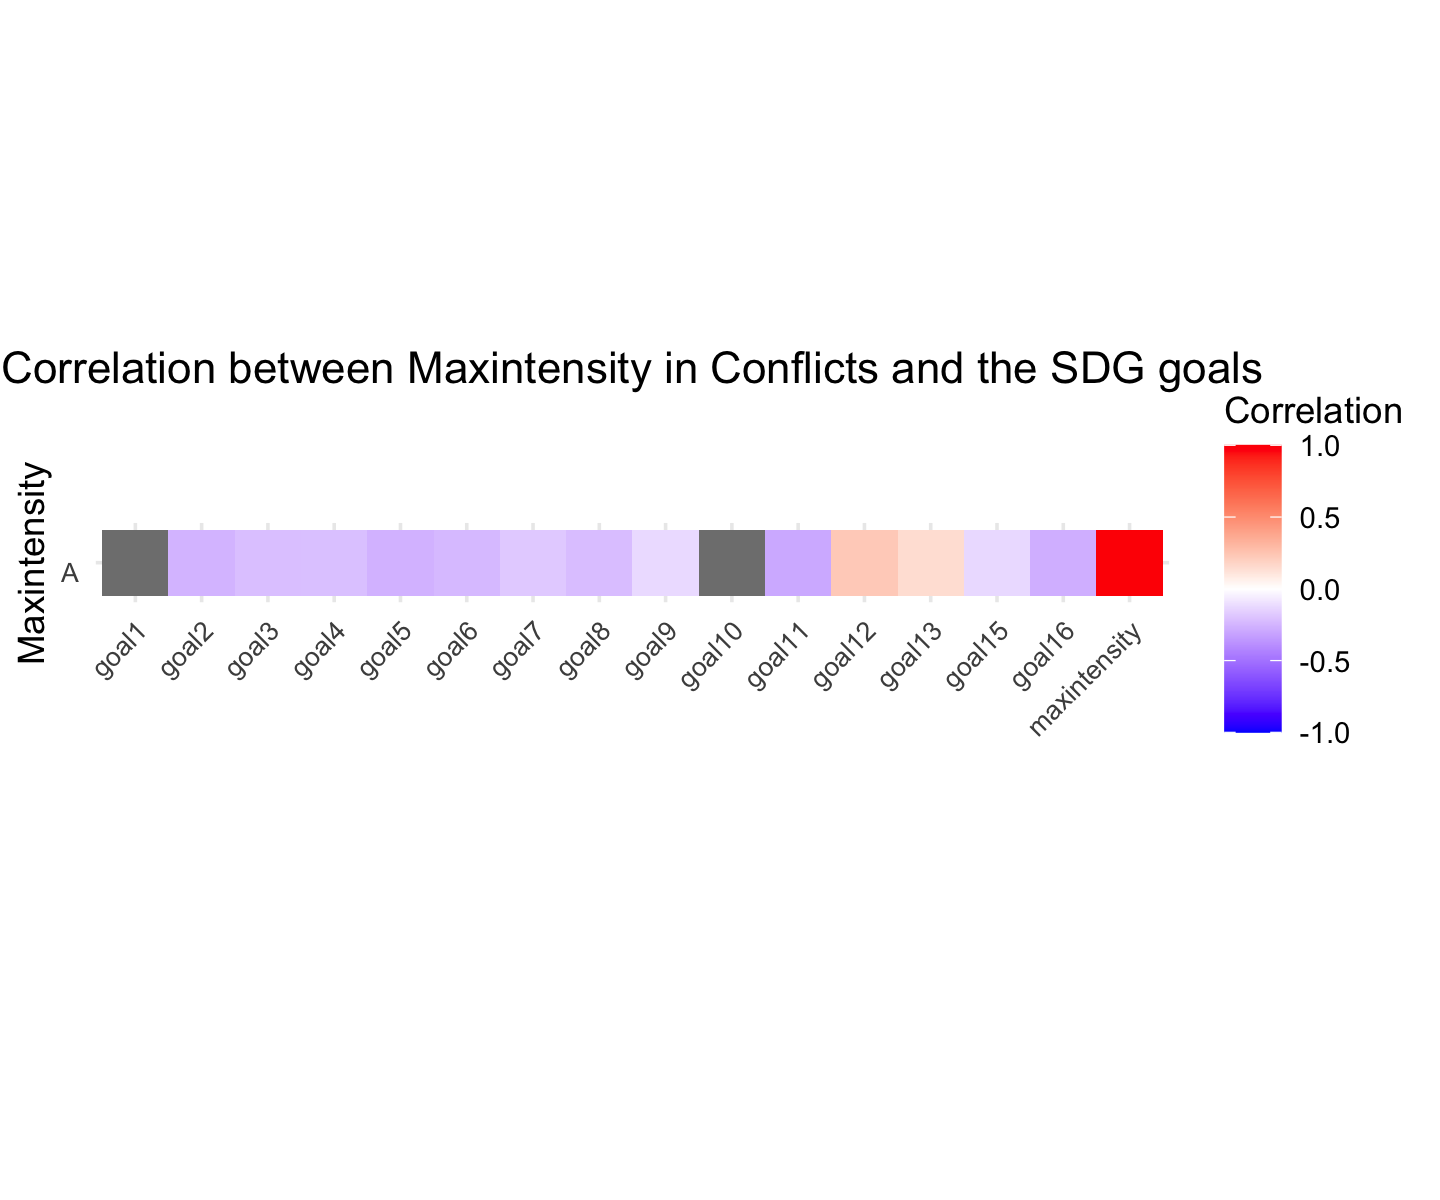 Correlation between Maxintensity in Conflicts and the SDG goals
Correlation
1.0
0.5
0.0
-0.5
-1.0
Maxintensity
A
goal1
goal2
goal3
goal4
goal5
goal6
goal7
goal8
goal9
goal10
goal11
goal12
goal13
goal15
goal16
maxintensity